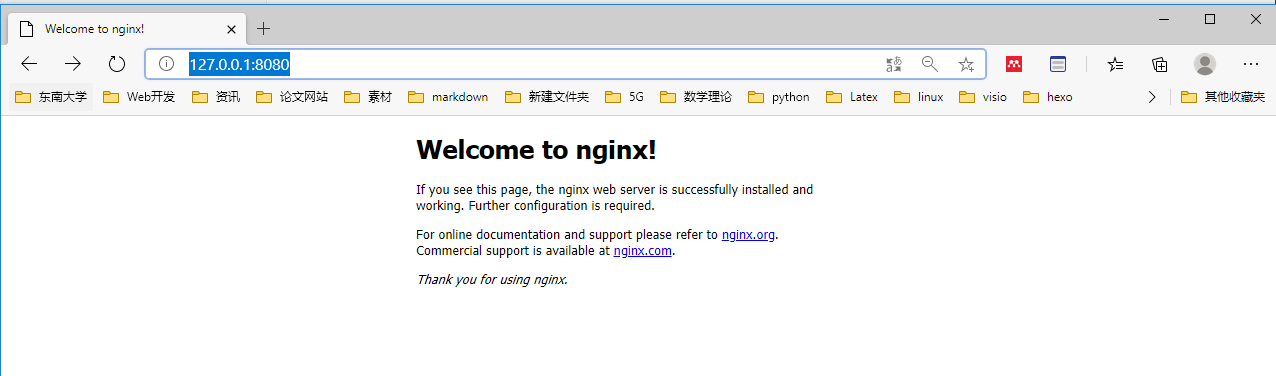 Welcome to nginx!
127.0.0.1:8080
东南大学 Web开发 资讯 论文网站 素材 markdown 新建文件夹 5G 数学理论 python Latex linux visio hexo 其他收藏夹
Welcome to nginx!
If you see this page, the nginx web server is successfully installed and
working. Further configuration is required.
For online documentation and support please refer to nginx.org.
Commercial support is available at nginx.com.
Thank you for using nginx.